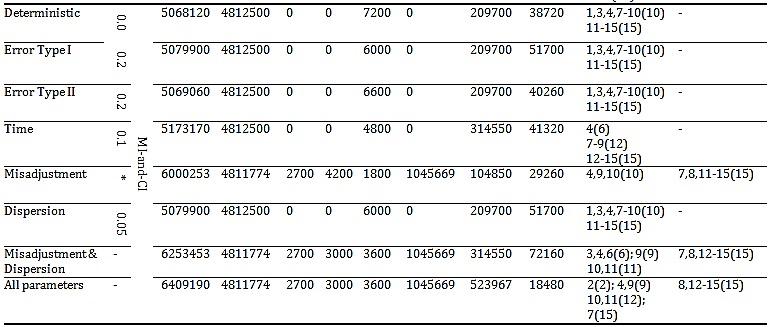 Deterministic 0.0 5068120 4812500 0 0 7200 0 209700 38720 1,3,4,7-10(10) -
11-15(15)
Error Type I 0.2 5079900 4812500 0 0 6000 0 209700 51700 1,3,4,7-10(10) -
11-15(15)
Error Type II 0.2 5069060 4812500 0 0 6600 0 209700 40260 1,3,4,7-10(10) -
11-15(15)
Time 0.1 5173170 4812500 0 0 4800 0 314550 41320 4(6) -
7-9(12)
12-15(15)
MI-and-CI
Misadjustment * 6000253 4811774 2700 4200 1800 1045669 104850 29260 4,9,10(10) 7,8,11-15(15)
Dispersion 0.05 5079900 4812500 0 0 6000 0 209700 51700 1,3,4,7-10(10) -
11-15(15)
Misadjustment & - 6253453 4811774 2700 3000 3600 1045669 314550 72160 3,4,6(6); 9(9) 7,8,12-15(15)
Dispersion 10,11(11)
All parameters - 6409190 4811774 2700 3000 3600 1045669 523967 18480 2(2); 4,9(9) 8,12-15(15)
10,11(12);
7(15)